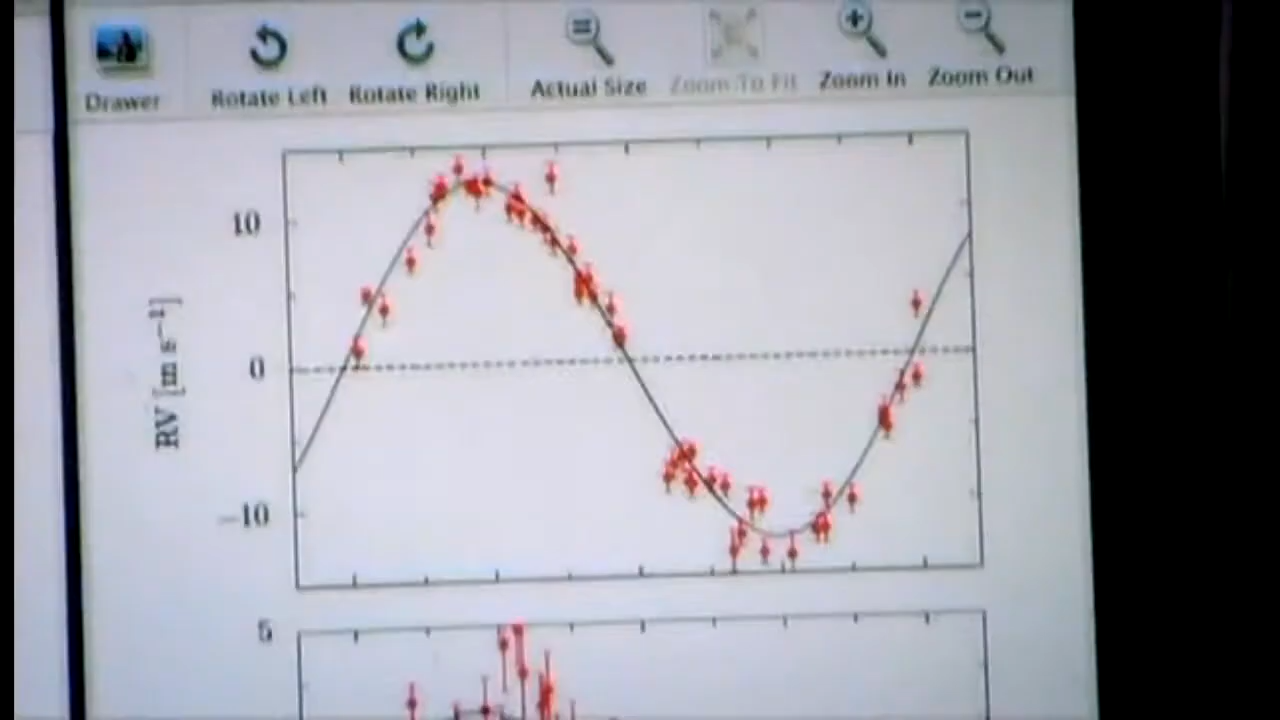 Drawer Rotate Left Rotate Right Actual Size Zoom To Fit Zoom In Zoom Out
10
0
−10
RV [m s⁻¹]
5